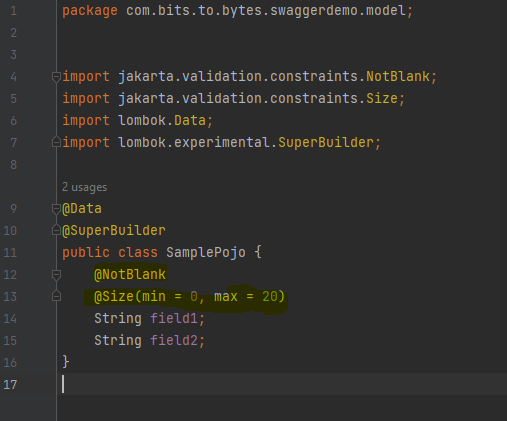 1 package com.bits.to.bytes.swaggerdemo.model;
2
3
4 import jakarta.validation.constraints.NotBlank;
5 import jakarta.validation.constraints.Size;
6 import lombok.Data;
7 import lombok.experimental.SuperBuilder;
8
2 usages
9 @Data
10 @SuperBuilder
11 public class SamplePojo {
12 @NotBlank
13 @Size(min = 0, max = 20)
14 String field1;
15 String field2;
16 }
17